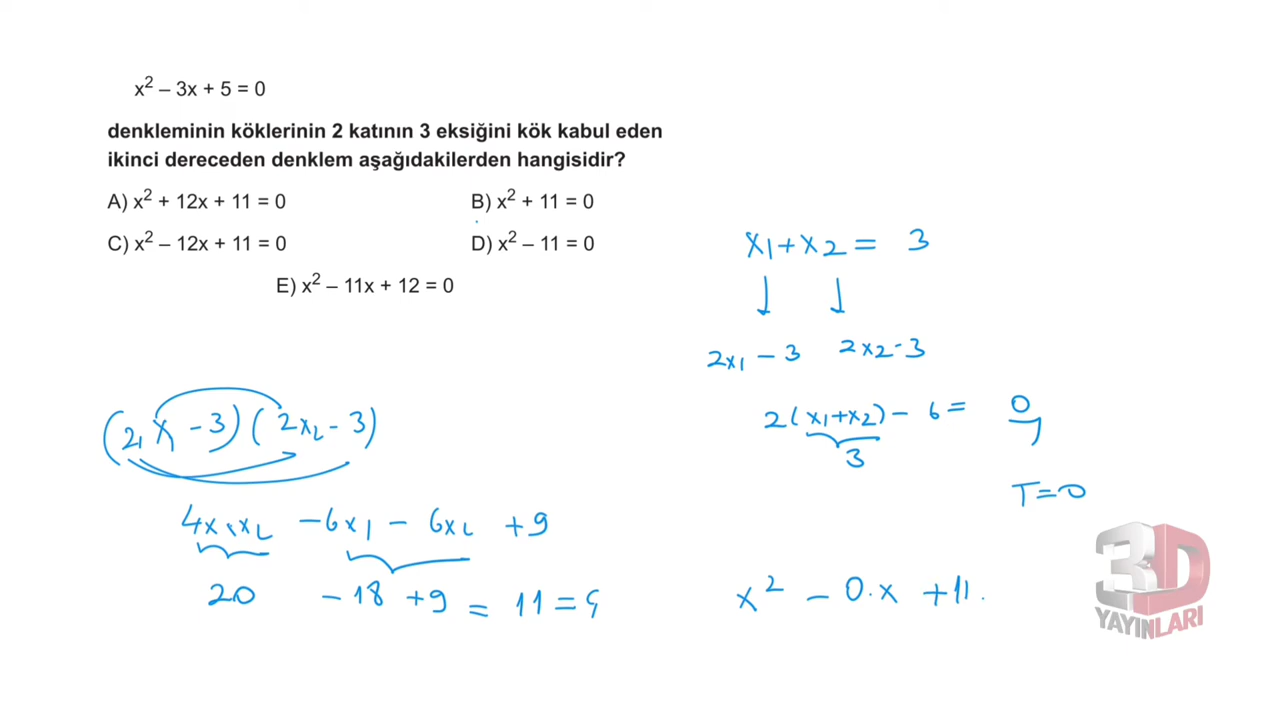 x² – 3x + 5 = 0
denkleminin köklerinin 2 katının 3 eksiğini kök kabul eden
ikinci dereceden denklem aşağıdakilerden hangisidir?
A) x² + 12x + 11 = 0
B) x² + 11 = 0
C) x² – 12x + 11 = 0
D) x² – 11 = 0
E) x² – 11x + 12 = 0
x₁ + x₂ = 3
2x₁ – 3 2x₂ - 3
2(x₁+x₂) – 6 = 0
3
T=0
(2x₁ – 3)(2x₂ – 3)
4x₁x₂ – 6x₁ – 6x₂ + 9
20 – 18 + 9 = 11 = Ç
x² – 0.x + 11.
3D
YAYINLARI